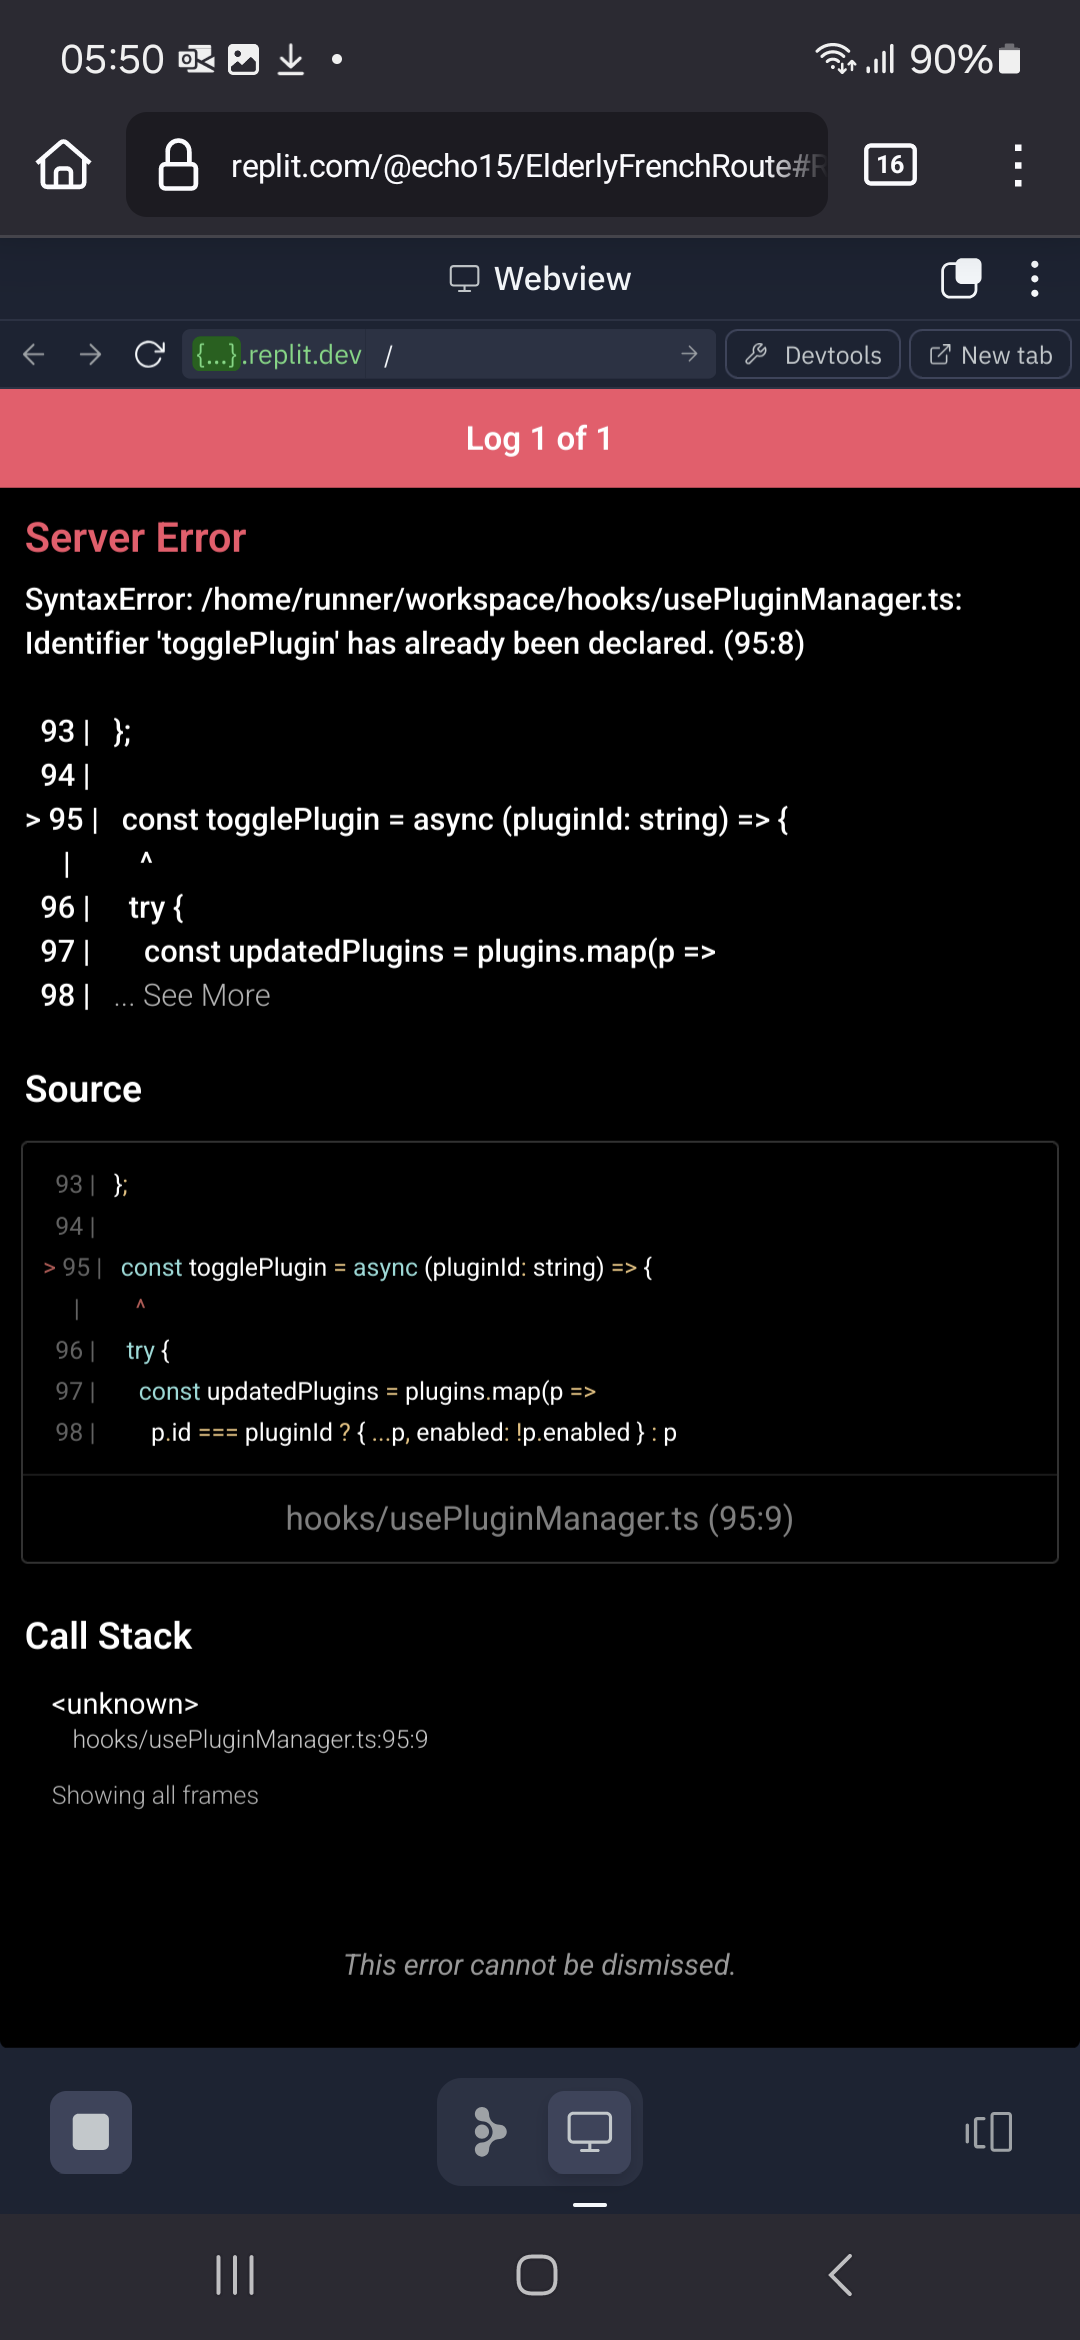 05:50
90%
replit.com/@echo15/ElderlyFrenchRoute#
16
Webview
{...}.replit.dev /
Devtools
New tab
Log 1 of 1
Server Error
SyntaxError: /home/runner/workspace/hooks/usePluginManager.ts:
Identifier 'togglePlugin' has already been declared. (95:8)
93 | };
94 |
> 95 | const togglePlugin = async (pluginId: string) => {
| ^
96 | try {
97 | const updatedPlugins = plugins.map(p =>
98 | ... See More
Source
93 | };
94 |
> 95 | const togglePlugin = async (pluginId: string) => {
| ^
96 | try {
97 | const updatedPlugins = plugins.map(p =>
98 | p.id === pluginId ? { ...p, enabled: !p.enabled } : p
hooks/usePluginManager.ts (95:9)
Call Stack
<unknown>
hooks/usePluginManager.ts:95:9
Showing all frames
This error cannot be dismissed.